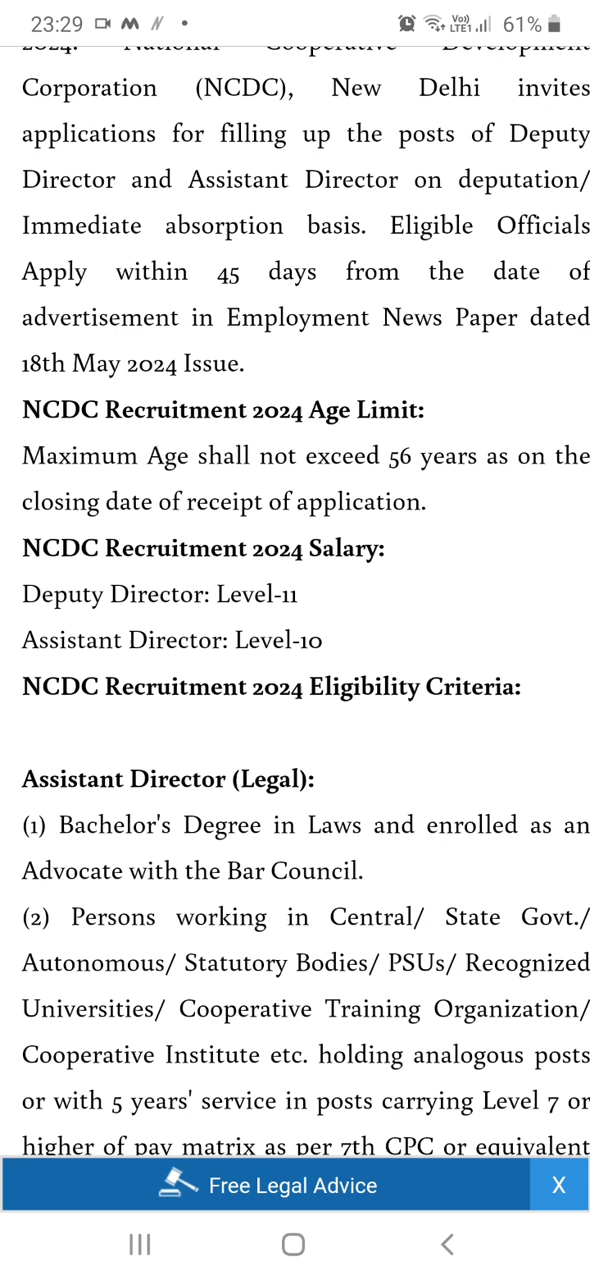 23:29 Vo)) LTE1 61%
2024. National Cooperative Development
Corporation (NCDC), New Delhi invites
applications for filling up the posts of Deputy
Director and Assistant Director on deputation/
Immediate absorption basis. Eligible Officials
Apply within 45 days from the date of
advertisement in Employment News Paper dated
18th May 2024 Issue.
NCDC Recruitment 2024 Age Limit:
Maximum Age shall not exceed 56 years as on the
closing date of receipt of application.
NCDC Recruitment 2024 Salary:
Deputy Director: Level-11
Assistant Director: Level-10
NCDC Recruitment 2024 Eligibility Criteria:
Assistant Director (Legal):
(1) Bachelor's Degree in Laws and enrolled as an
Advocate with the Bar Council.
(2) Persons working in Central/ State Govt./
Autonomous/ Statutory Bodies/ PSUs/ Recognized
Universities/ Cooperative Training Organization/
Cooperative Institute etc. holding analogous posts
or with 5 years' service in posts carrying Level 7 or
higher of pay matrix as per 7th CPC or equivalent
Free Legal Advice X